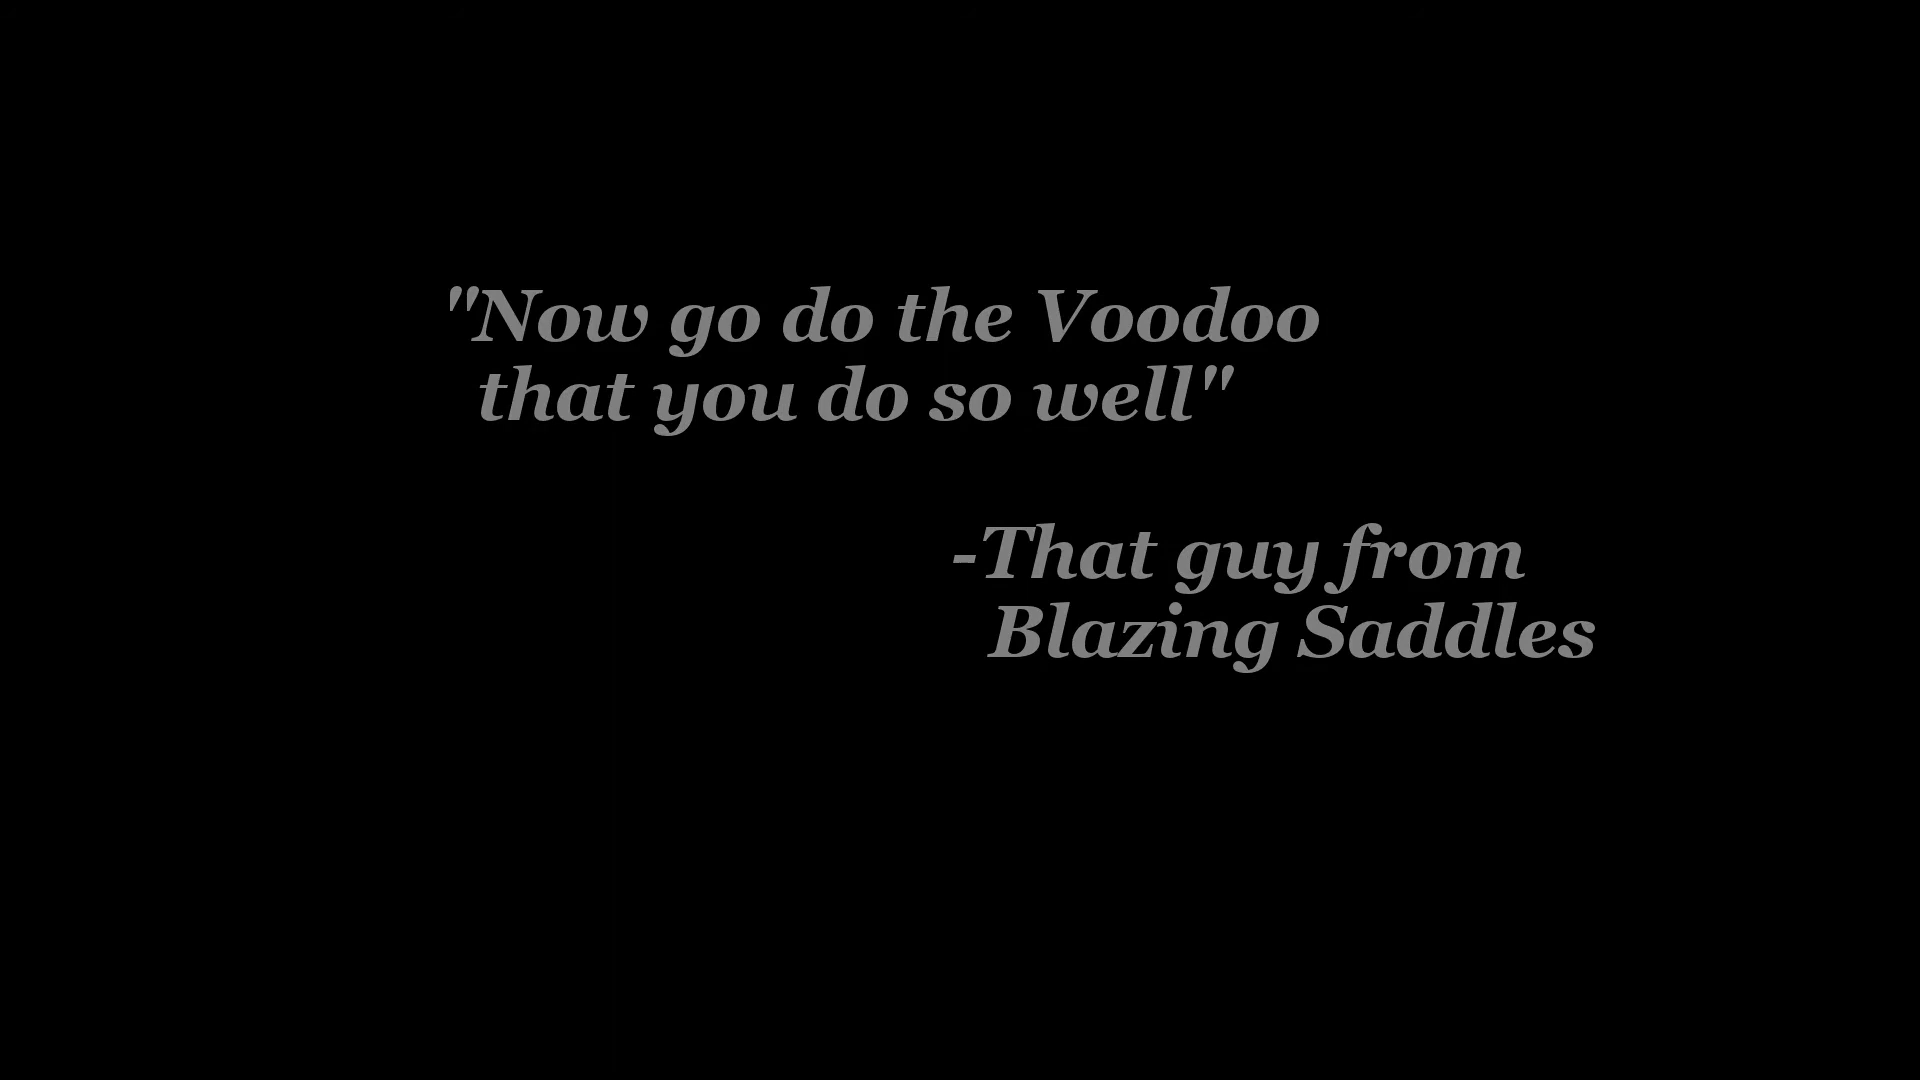 "Now go do the Voodoo
that you do so well"
-That guy from
Blazing Saddles